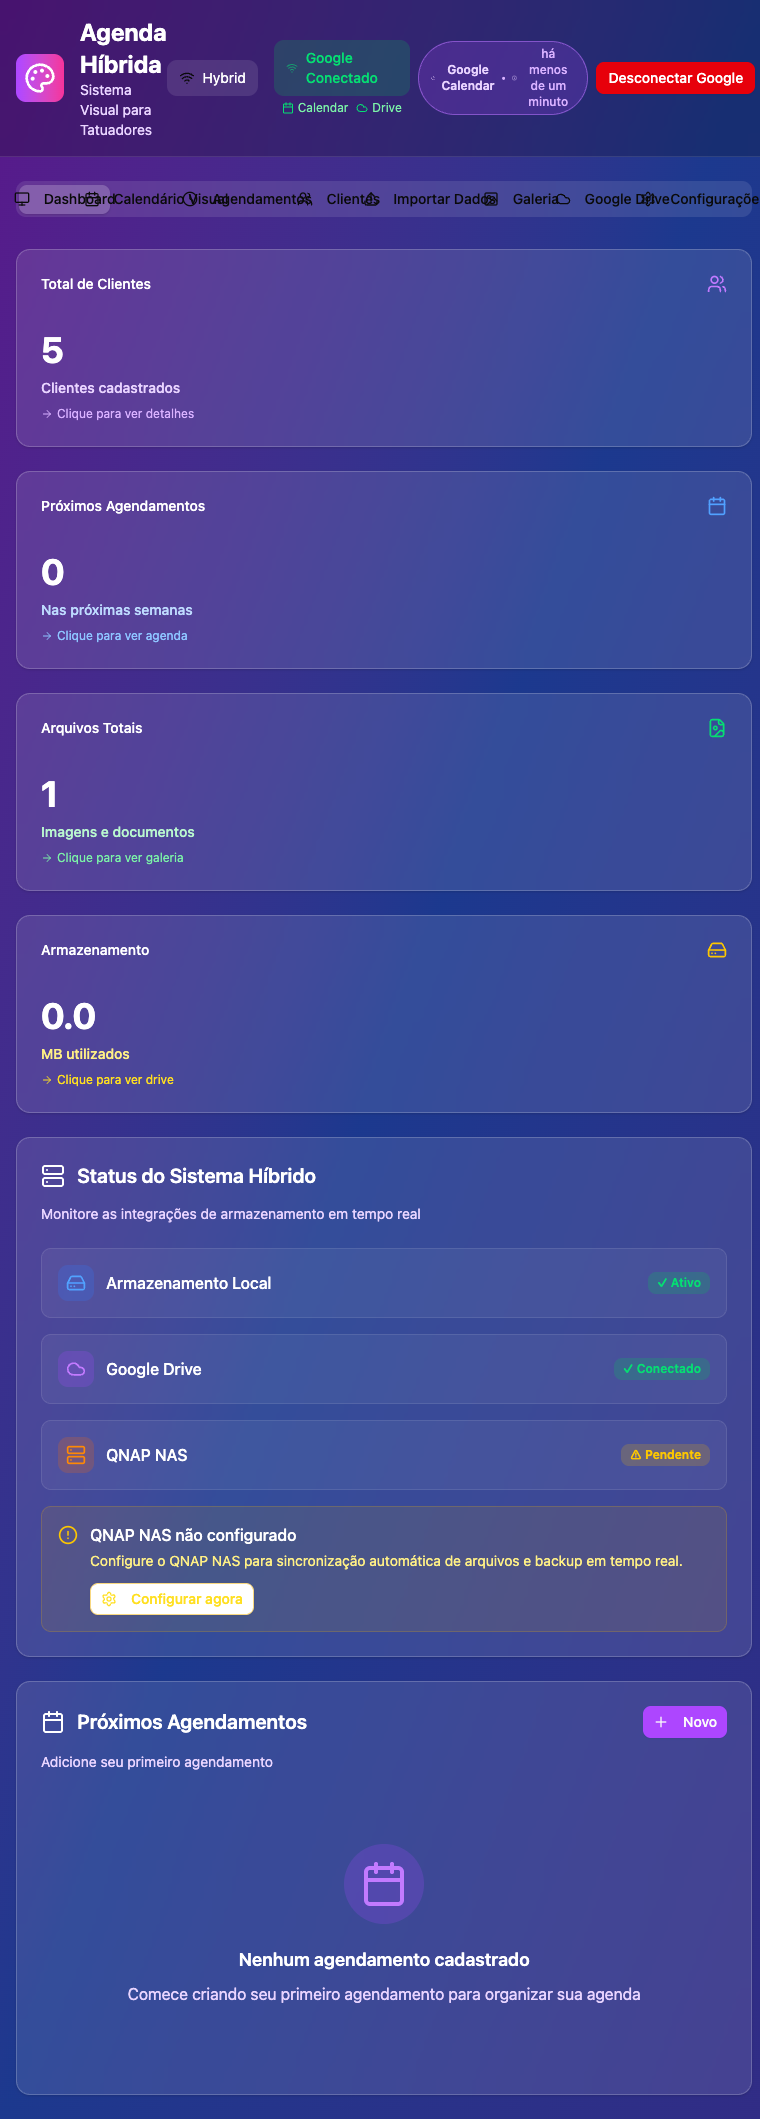 Agenda
Híbrida
Sistema
Visual para
Tatuadores
Hybrid
Google
Conectado
Calendar
Drive
Google
Calendar
•
há
menos
de um
minuto
Desconectar Google
Dashboard
Calendário Visual
Agendamentos
Clientes
Importar Dados
Galeria
Google Drive
Configurações
Total de Clientes
5
Clientes cadastrados
→ Clique para ver detalhes
Próximos Agendamentos
0
Nas próximas semanas
→ Clique para ver agenda
Arquivos Totais
1
Imagens e documentos
→ Clique para ver galeria
Armazenamento
0.0
MB utilizados
→ Clique para ver drive
Status do Sistema Híbrido
Monitore as integrações de armazenamento em tempo real
Armazenamento Local
✓ Ativo
Google Drive
✓ Conectado
QNAP NAS
⚠ Pendente
QNAP NAS não configurado
Configure o QNAP NAS para sincronização automática de arquivos e backup em tempo real.
Configurar agora
Próximos Agendamentos
+ Novo
Adicione seu primeiro agendamento
Nenhum agendamento cadastrado
Comece criando seu primeiro agendamento para organizar sua agenda